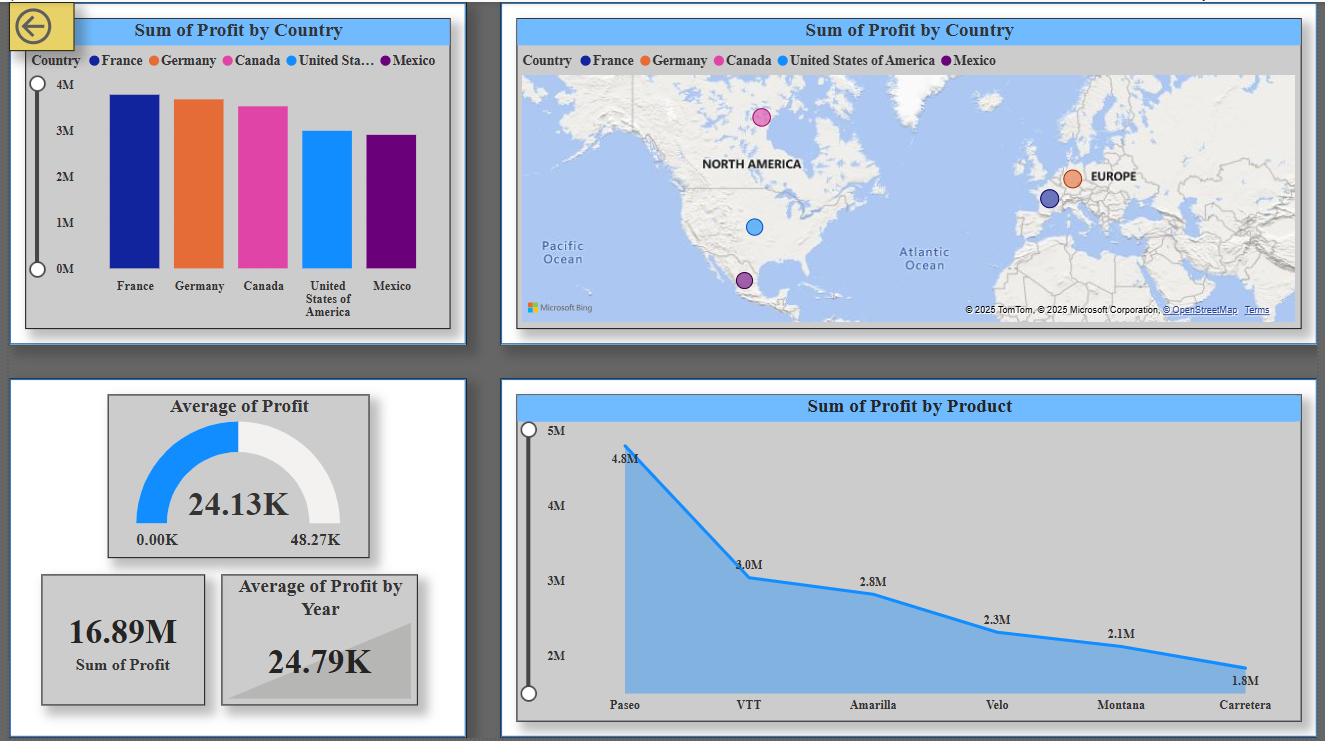 Sum of Profit by Country
Country France Germany Canada United Sta... Mexico
4M
3M
2M
1M
0M
France Germany Canada United States of America Mexico
Sum of Profit by Country
Country France Germany Canada United States of America Mexico
NORTH AMERICA
EUROPE
Pacific
Ocean
Atlantic
Ocean
Microsoft Bing
© 2025 TomTom, © 2025 Microsoft Corporation, © OpenStreetMap Terms
Average of Profit
24.13K
0.00K 48.27K
16.89M
Sum of Profit
Average of Profit by
Year
24.79K
Sum of Profit by Product
5M
4M
3M
2M
4.8M
3.0M
2.8M
2.3M
2.1M
1.8M
Paseo VTT Amarilla Velo Montana Carretera